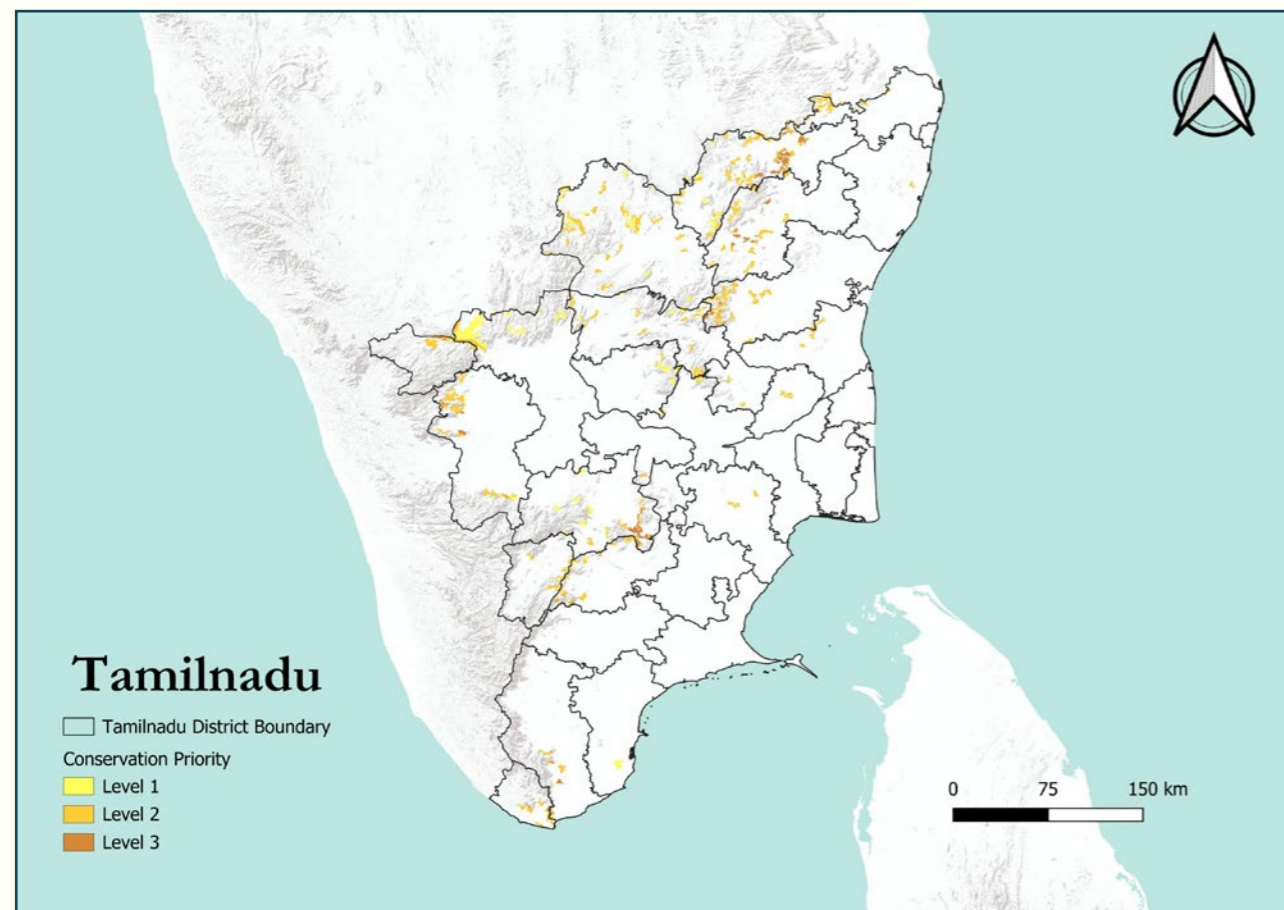 Tamilnadu
Tamilnadu District Boundary
Conservation Priority
Level 1
Level 2
Level 3
0 75 150 km